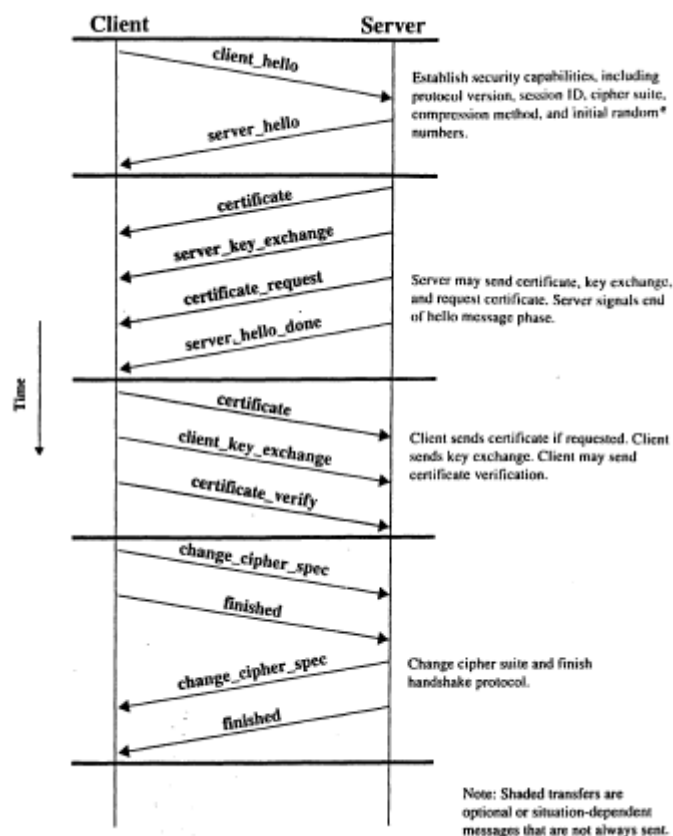 Client
Server
client_hello
server_hello
Establish security capabilities, including
protocol version, session ID, cipher suite,
compression method, and initial random*
numbers.
certificate
server_key_exchange
certificate_request
server_hello_done
Server may send certificate, key exchange,
and request certificate. Server signals end
of hello message phase.
Time
certificate
client_key_exchange
certificate_verify
Client sends certificate if requested. Client
sends key exchange. Client may send
certificate verification.
change_cipher_spec
finished
change_cipher_spec
finished
Change cipher suite and finish
handshake protocol.
Note: Shaded transfers are
optional or situation-dependent
messages that are not always sent.